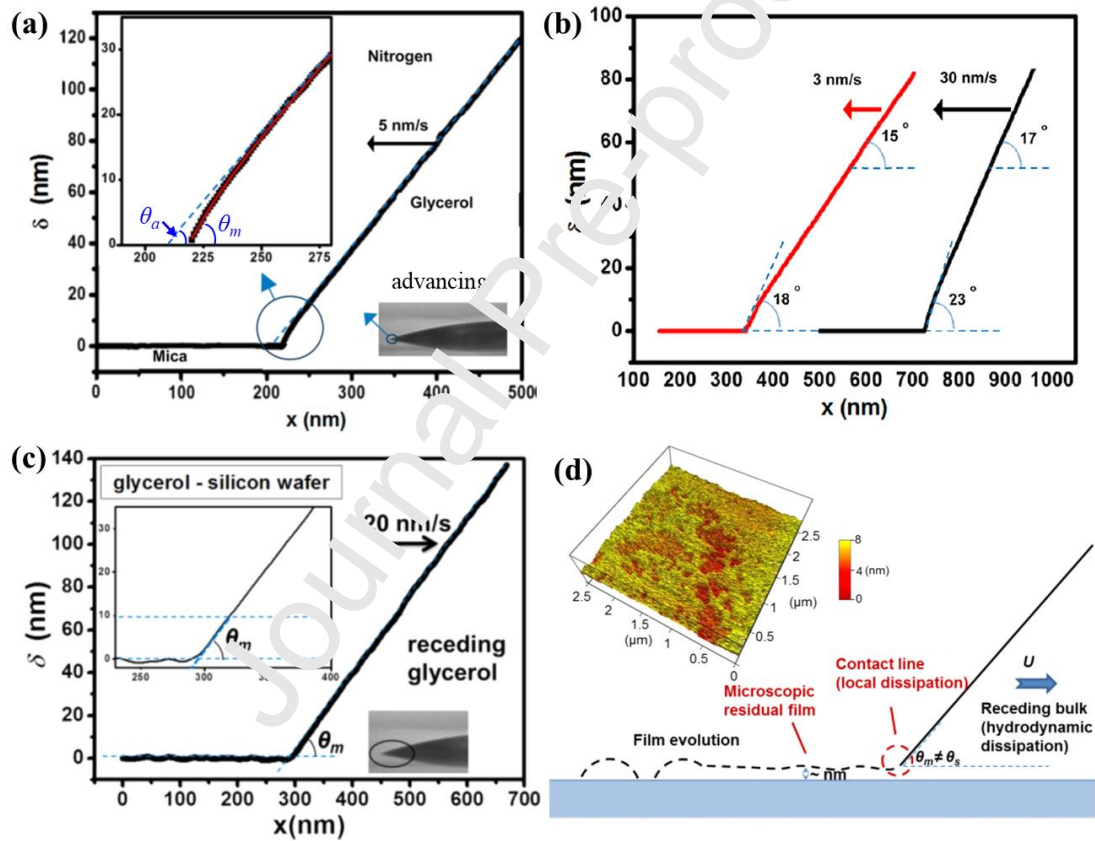 (a)
120
100
80
60
40
20
0
δ (nm)
30
20
10
0
200
225
250
275
θa
θm
Nitrogen
5 nm/s
Glycerol
advancing
Mica
0
100
200
300
400
500
x (nm)
(b)
100
80
60
40
20
0
(nm)
3 nm/s
30 nm/s
15 °
17 °
18 °
23 °
100 200 300 400 500 600 700 800 900 1000
x (nm)
(c)
140
120
100
80
60
40
20
0
δ (nm)
glycerol - silicon wafer
30
20
10
0
250
300
350
400
θm
20 nm/s
receding
glycerol
θm
0 100 200 300 400 500 600 700
x(nm)
(d)
2.5
2
1.5
1
0.5
0
(µm)
2.5
2
1.5
1
0.5
(µm)
8
4 (nm)
0
Contact line
(local dissipation)
U
Receding bulk
(hydrodynamic
dissipation)
Microscopic
residual film
Film evolution
θm ≠ θs
~ nm
Journal Pre-proo